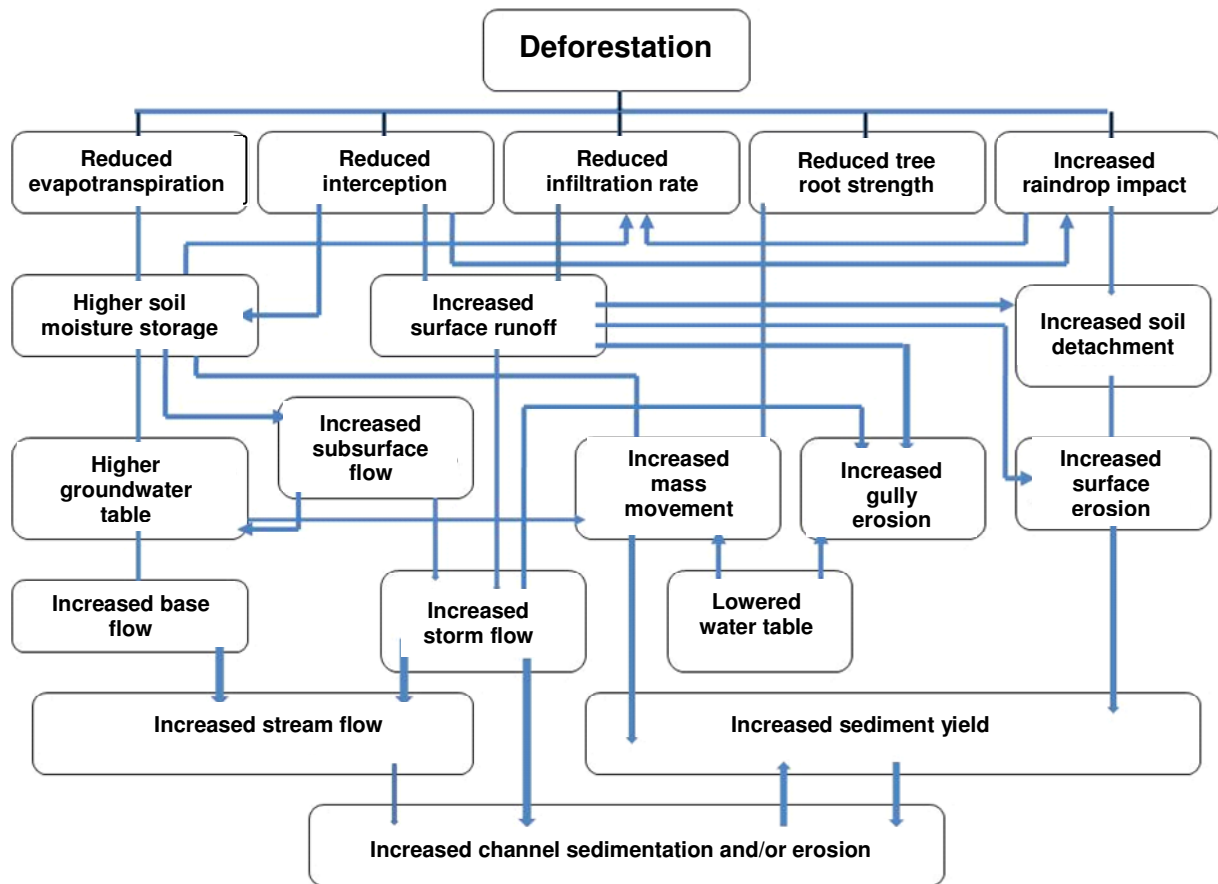 Deforestation
Reduced
evapotranspiration
Reduced
interception
Reduced
infiltration rate
Reduced tree
root strength
Increased
raindrop impact
Higher soil
moisture storage
Increased
surface runoff
Increased soil
detachment
Increased
subsurface
flow
Higher
groundwater
table
Increased
mass
movement
Increased
gully
erosion
Increased
surface
erosion
Increased base
flow
Increased
storm flow
Lowered
water table
Increased stream flow
Increased sediment yield
Increased channel sedimentation and/or erosion